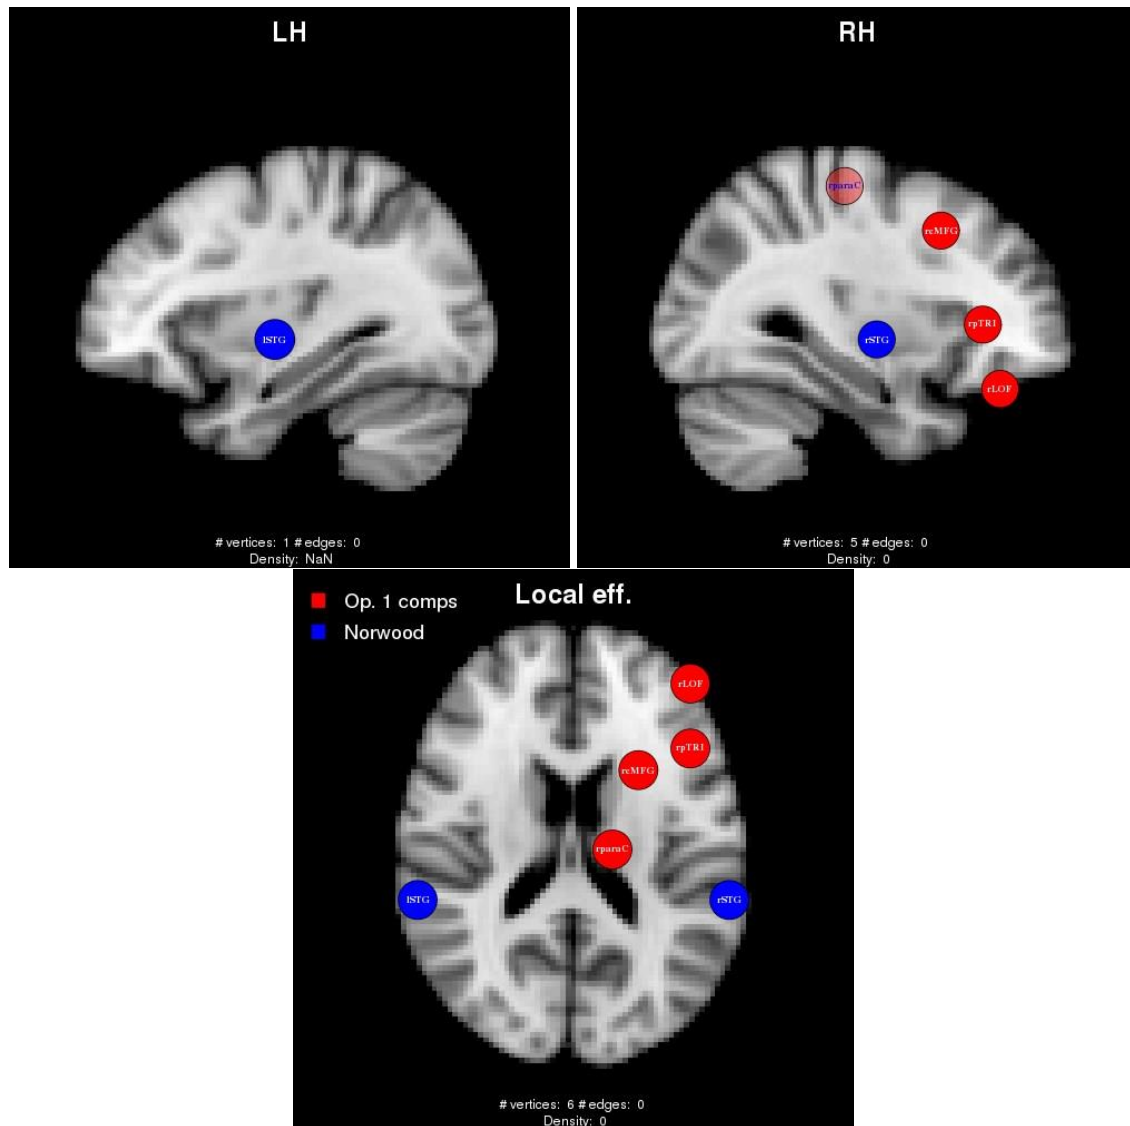 LH
lSTG
# vertices: 1 # edges: 0
Density: NaN
RH
rparaC
rcMFG
rpTRI
rSTG
rLOF
# vertices: 5 # edges: 0
Density: 0
Local eff.
Op. 1 comps
Norwood
rLOF
rpTRI
rcMFG
rparaC
lSTG
rSTG
# vertices: 6 # edges: 0
Density: 0